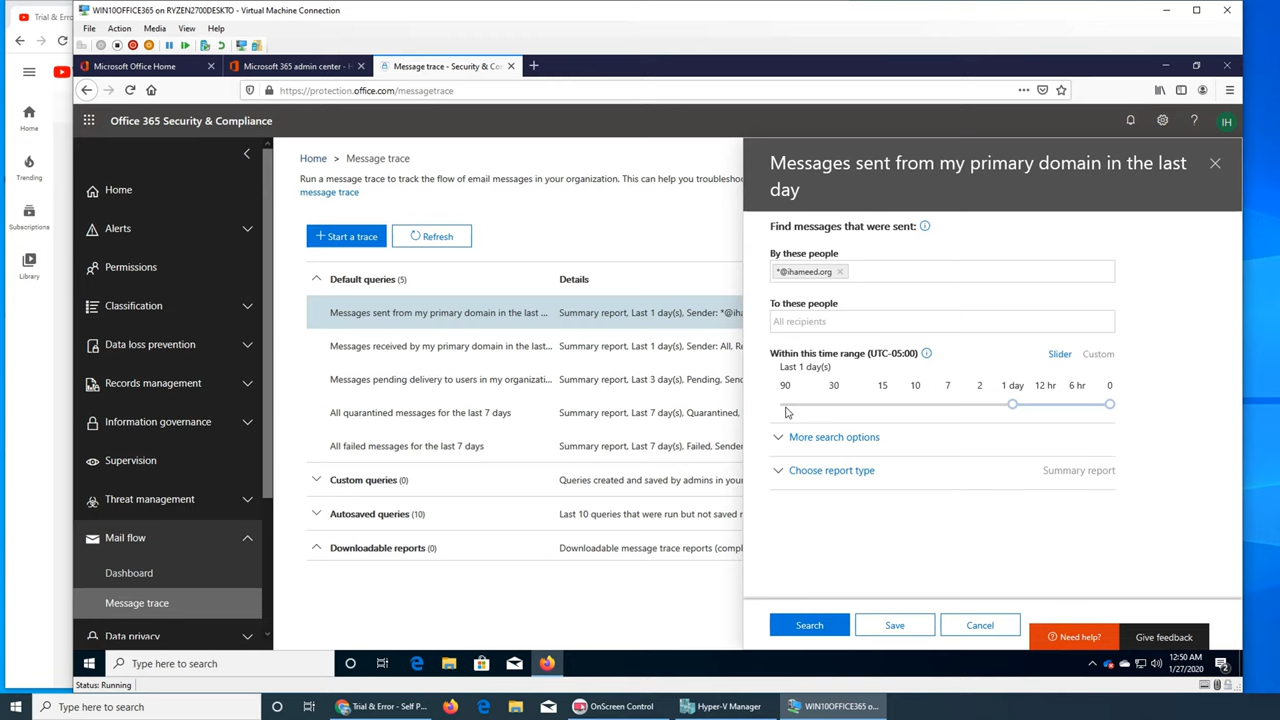 WIN10OFFICE365 on RYZEN2700DESKTO - Virtual Machine Connection
Trial & Erro
File Action Media View Help
Microsoft Office Home
Microsoft 365 admin center - H
Message trace - Security & Co
https://protection.office.com/messagetrace
Office 365 Security & Compliance
IH
Home
Trending
Subscriptions
Library
Home
Alerts
Permissions
Classification
Data loss prevention
Records management
Information governance
Supervision
Threat management
Mail flow
Dashboard
Message trace
Data privacy
Home > Message trace
Run a message trace to track the flow of email messages in your organization. This can help you troubleshoo
message trace
+ Start a trace
Refresh
Default queries (5) Details
Messages sent from my primary domain in the last ... Summary report, Last 1 day(s), Sender: *@iha
Messages received by my primary domain in the last... Summary report, Last 1 day(s), Sender: All, Re
Messages pending delivery to users in my organizati... Summary report, Last 3 day(s), Pending, Send
All quarantined messages for the last 7 days Summary report, Last 7 day(s), Quarantined,
All failed messages for the last 7 days Summary report, Last 7 day(s), Failed, Sender
Custom queries (0) Queries created and saved by admins in your
Autosaved queries (10) Last 10 queries that were run but not saved
Downloadable reports (0) Downloadable message trace reports (compl
Messages sent from my primary domain in the last
day
Find messages that were sent:
By these people
*@ihameed.org
To these people
All recipients
Within this time range (UTC-05:00) Slider Custom
Last 1 day(s)
90 30 15 10 7 2 1 day 12 hr 6 hr 0
More search options
Choose report type Summary report
Search Save Cancel
Need help? Give feedback
Type here to search
12:50 AM
1/27/2020
2
Status: Running
Type here to search
Trial & Error - Self P...
OnScreen Control
Hyper-V Manager
WIN10OFFICE365 o...